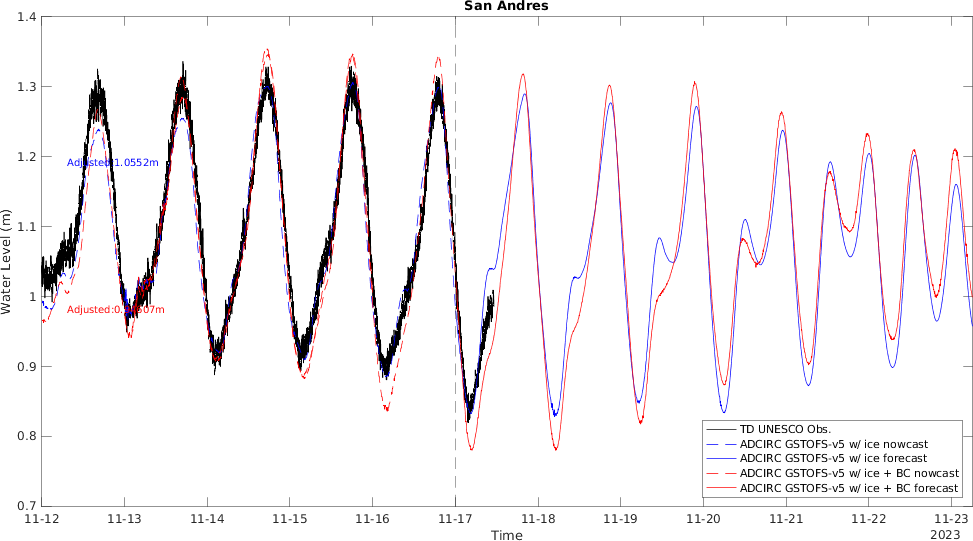 San Andres
1.4
1.3
1.2
1.1
1
0.9
0.8
0.7
Water Level (m)
Adjusted:1.0552m
TD UNESCO Obs.
ADCIRC GSTOFS-v5 w/ ice nowcast
ADCIRC GSTOFS-v5 w/ ice forecast
ADCIRC GSTOFS-v5 w/ ice + BC nowcast
ADCIRC GSTOFS-v5 w/ ice + BC forecast
11-12 11-13 11-14 11-15 11-16 11-17 11-18 11-19 11-20 11-21 11-22 11-23
Time
2023